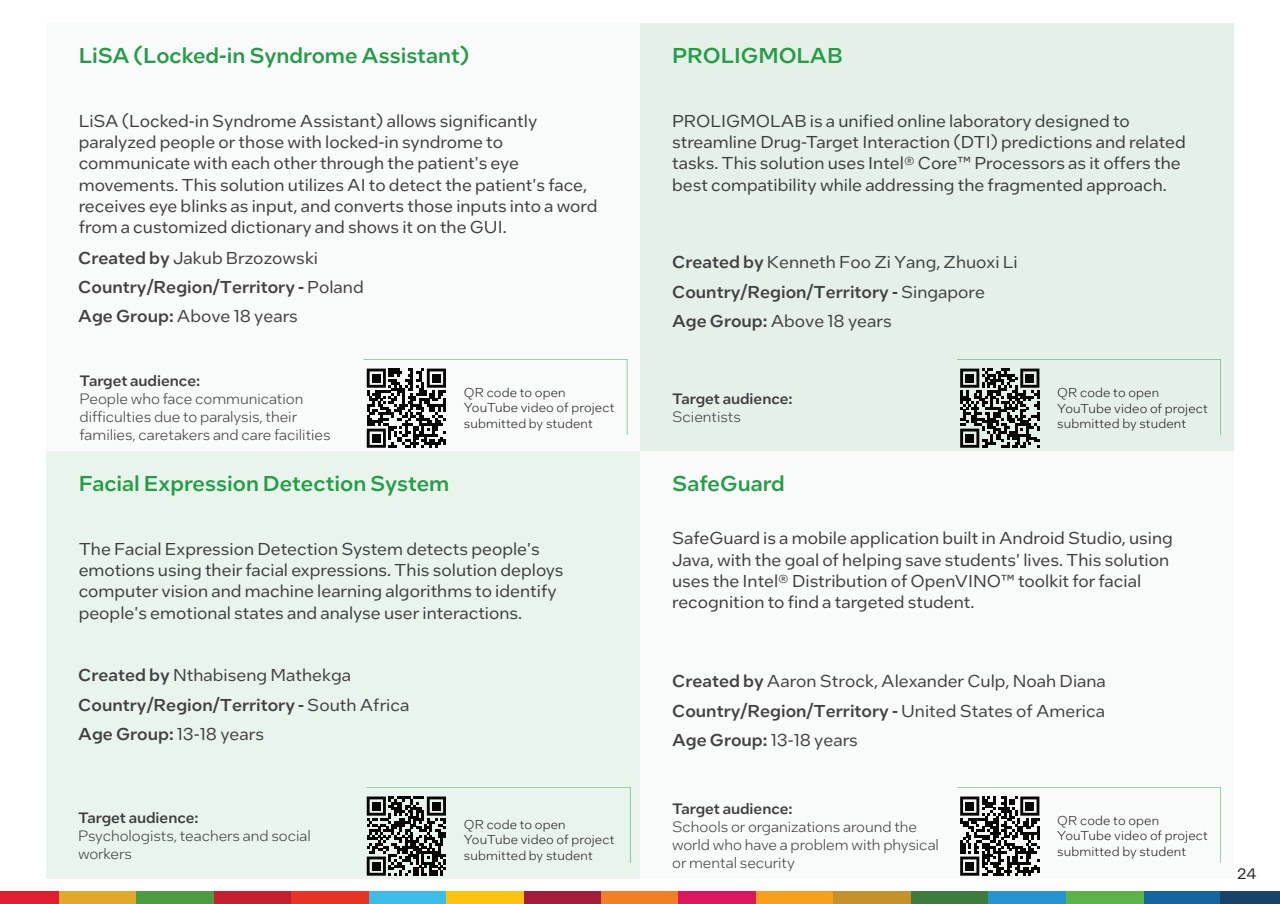 LiSA (Locked-in Syndrome Assistant)
LiSA (Locked-in Syndrome Assistant) allows significantly
paralyzed people or those with locked-in syndrome to
communicate with each other through the patient's eye
movements. This solution utilizes AI to detect the patient's face,
receives eye blinks as input, and converts those inputs into a word
from a customized dictionary and shows it on the GUI.
Created by Jakub Brzozowski
Country/Region/Territory - Poland
Age Group: Above 18 years
Target audience:
People who face communication
difficulties due to paralysis, their
families, caretakers and care facilities
QR code to open
YouTube video of project
submitted by student
PROLIGMOLAB
PROLIGMOLAB is a unified online laboratory designed to
streamline Drug-Target Interaction (DTI) predictions and related
tasks. This solution uses Intel® Core™ Processors as it offers the
best compatibility while addressing the fragmented approach.
Created by Kenneth Foo Zi Yang, Zhuoxi Li
Country/Region/Territory - Singapore
Age Group: Above 18 years
Target audience:
Scientists
QR code to open
YouTube video of project
submitted by student
Facial Expression Detection System
The Facial Expression Detection System detects people's
emotions using their facial expressions. This solution deploys
computer vision and machine learning algorithms to identify
people's emotional states and analyse user interactions.
Created by Nthabiseng Mathekga
Country/Region/Territory - South Africa
Age Group: 13-18 years
Target audience:
Psychologists, teachers and social
workers
QR code to open
YouTube video of project
submitted by student
SafeGuard
SafeGuard is a mobile application built in Android Studio, using
Java, with the goal of helping save students' lives. This solution
uses the Intel® Distribution of OpenVINO™ toolkit for facial
recognition to find a targeted student.
Created by Aaron Strock, Alexander Culp, Noah Diana
Country/Region/Territory - United States of America
Age Group: 13-18 years
Target audience:
Schools or organizations around the
world who have a problem with physical
or mental security
QR code to open
YouTube video of project
submitted by student
24